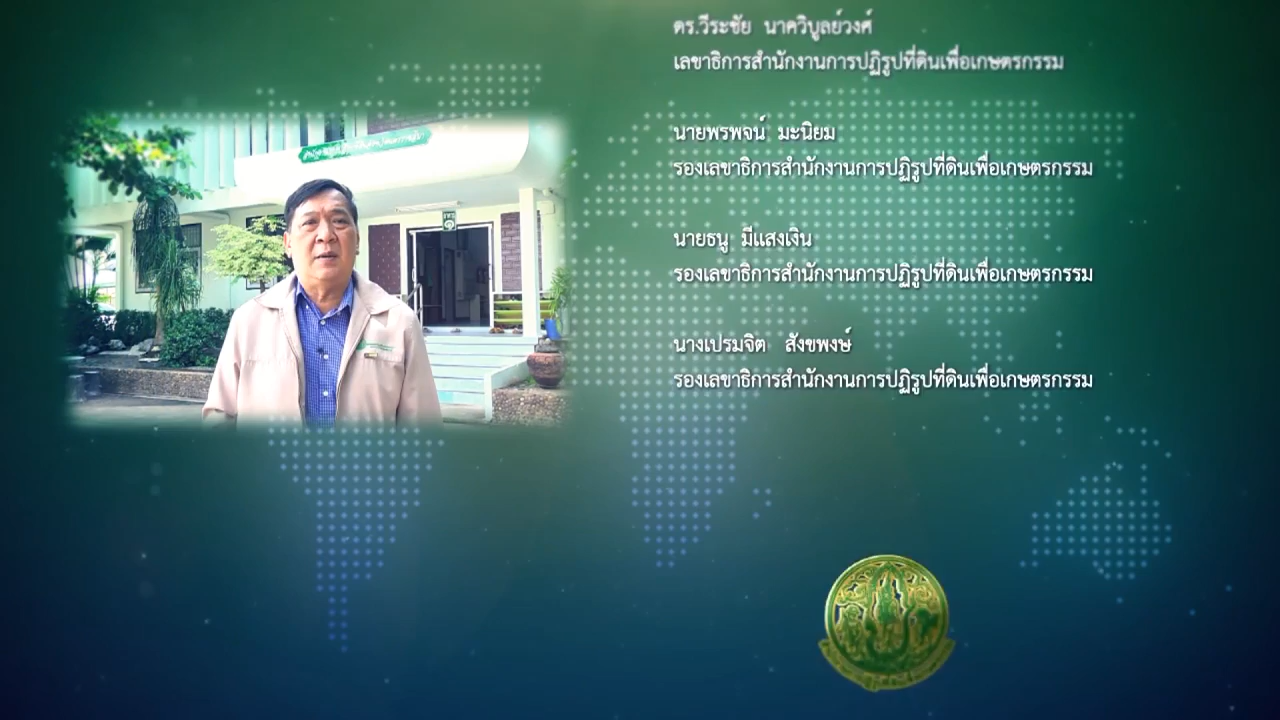 ดร.วีระชัย นาควิบูลย์วงศ์
เลขาธิการสำนักงานการปฏิรูปที่ดินเพื่อเกษตรกรรม
นายพรพจน์ มะนิยม
รองเลขาธิการสำนักงานการปฏิรูปที่ดินเพื่อเกษตรกรรม
นายธนู มีแสงเงิน
รองเลขาธิการสำนักงานการปฏิรูปที่ดินเพื่อเกษตรกรรม
นางเปรมจิต สังขพงษ์
รองเลขาธิการสำนักงานการปฏิรูปที่ดินเพื่อเกษตรกรรม